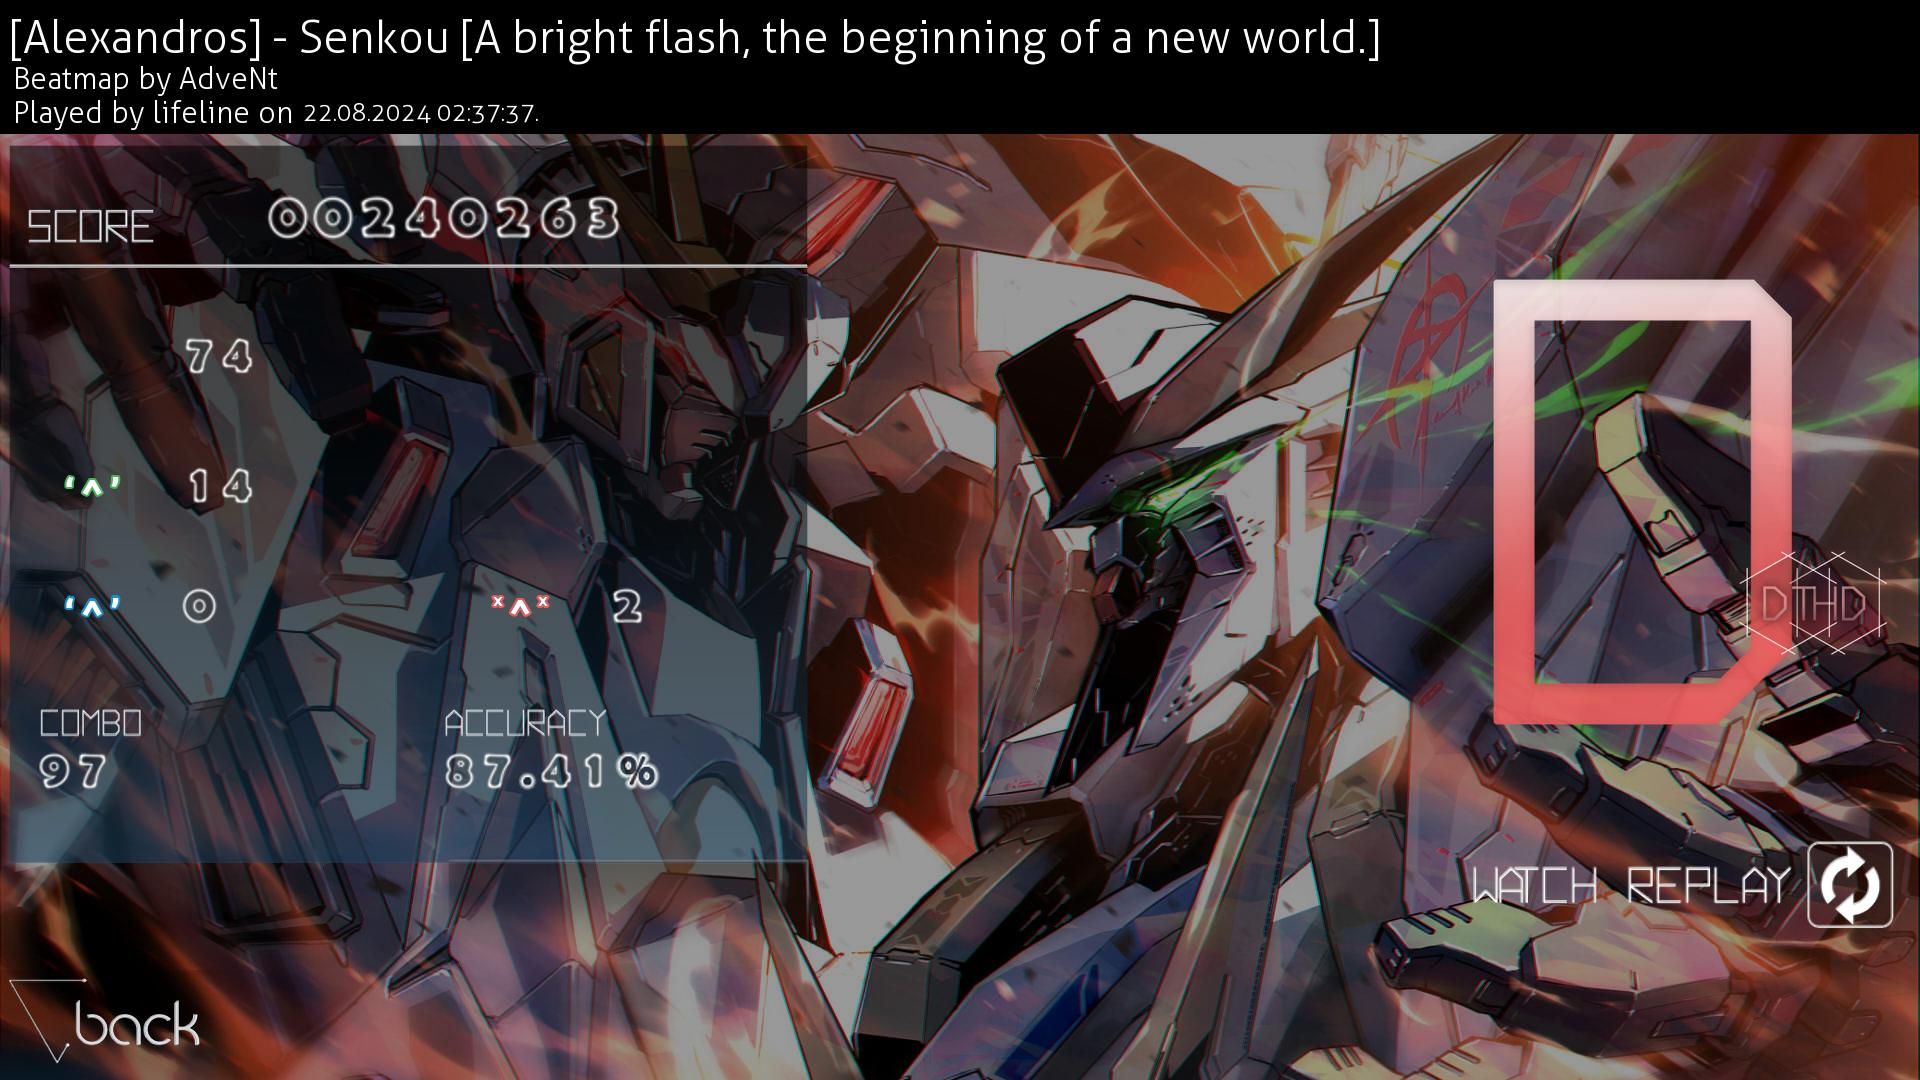 [Alexandros] - Senkou [A bright flash, the beginning of a new world.]
Beatmap by AdveNt
Played by lifeline on 22.08.2024 02:37:37.
SCORE 00240263
74
'^' 14
'^' 0 x^x 2
COMBO ACCURACY
97 87.41%
D
DTHD
WATCH REPLAY
back